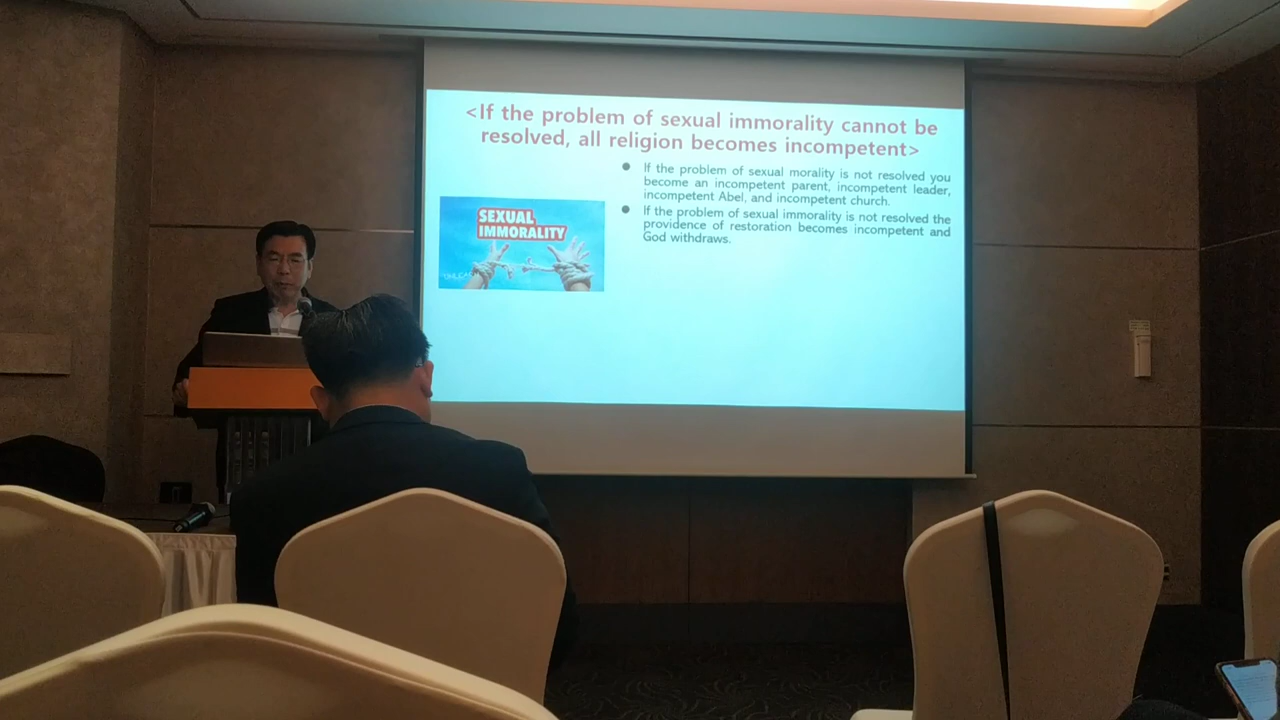 <If the problem of sexual immorality cannot be
resolved, all religion becomes incompetent>
If the problem of sexual morality is not resolved you
become an incompetent parent, incompetent leader,
incompetent Abel, and incompetent church.
If the problem of sexual immorality is not resolved the
providence of restoration becomes incompetent and
God withdraws.
SEXUAL
IMMORALITY